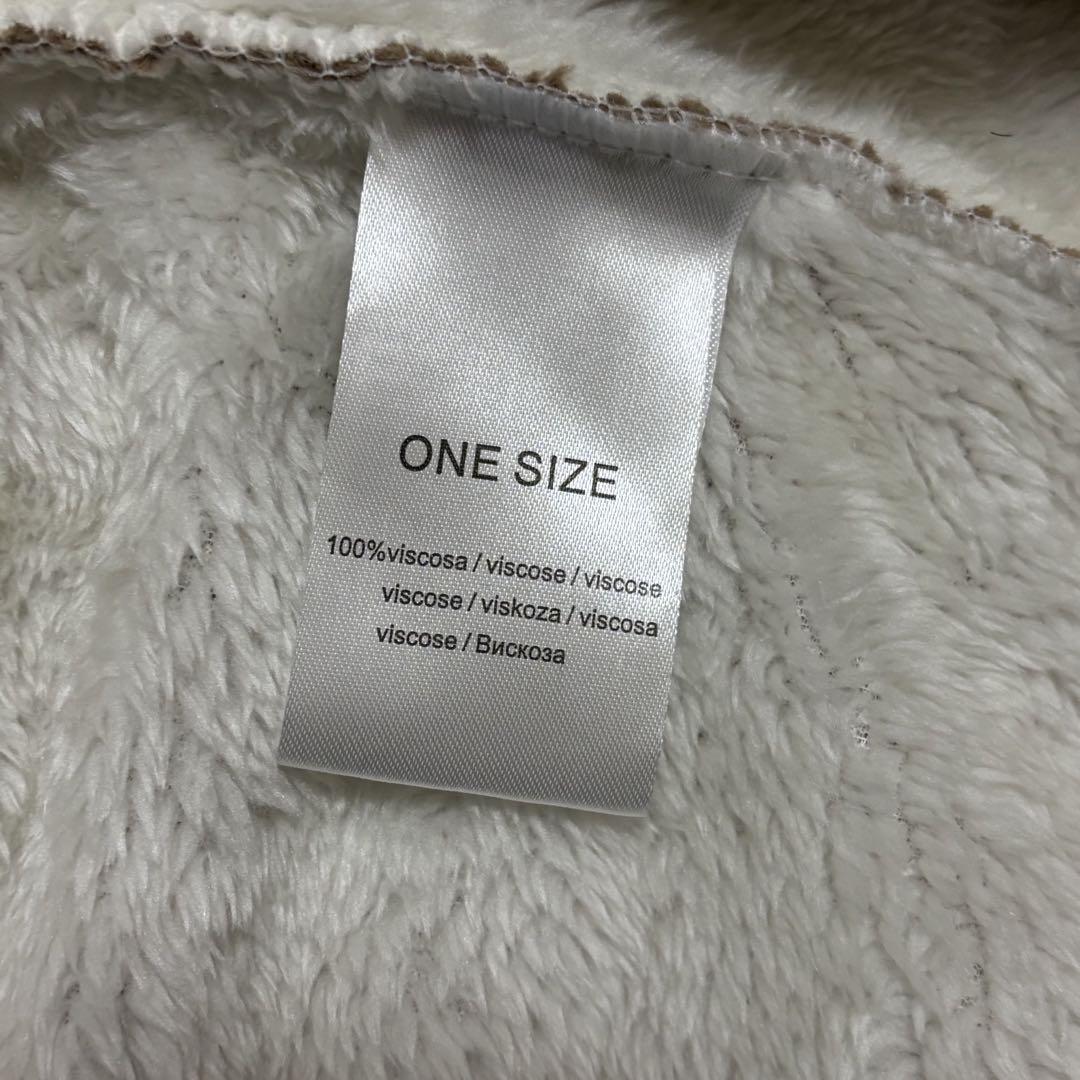 ONE SIZE
100%viscosa / viscose / viscose
viscose / viskoza / viscosa
viscose / Вискоза